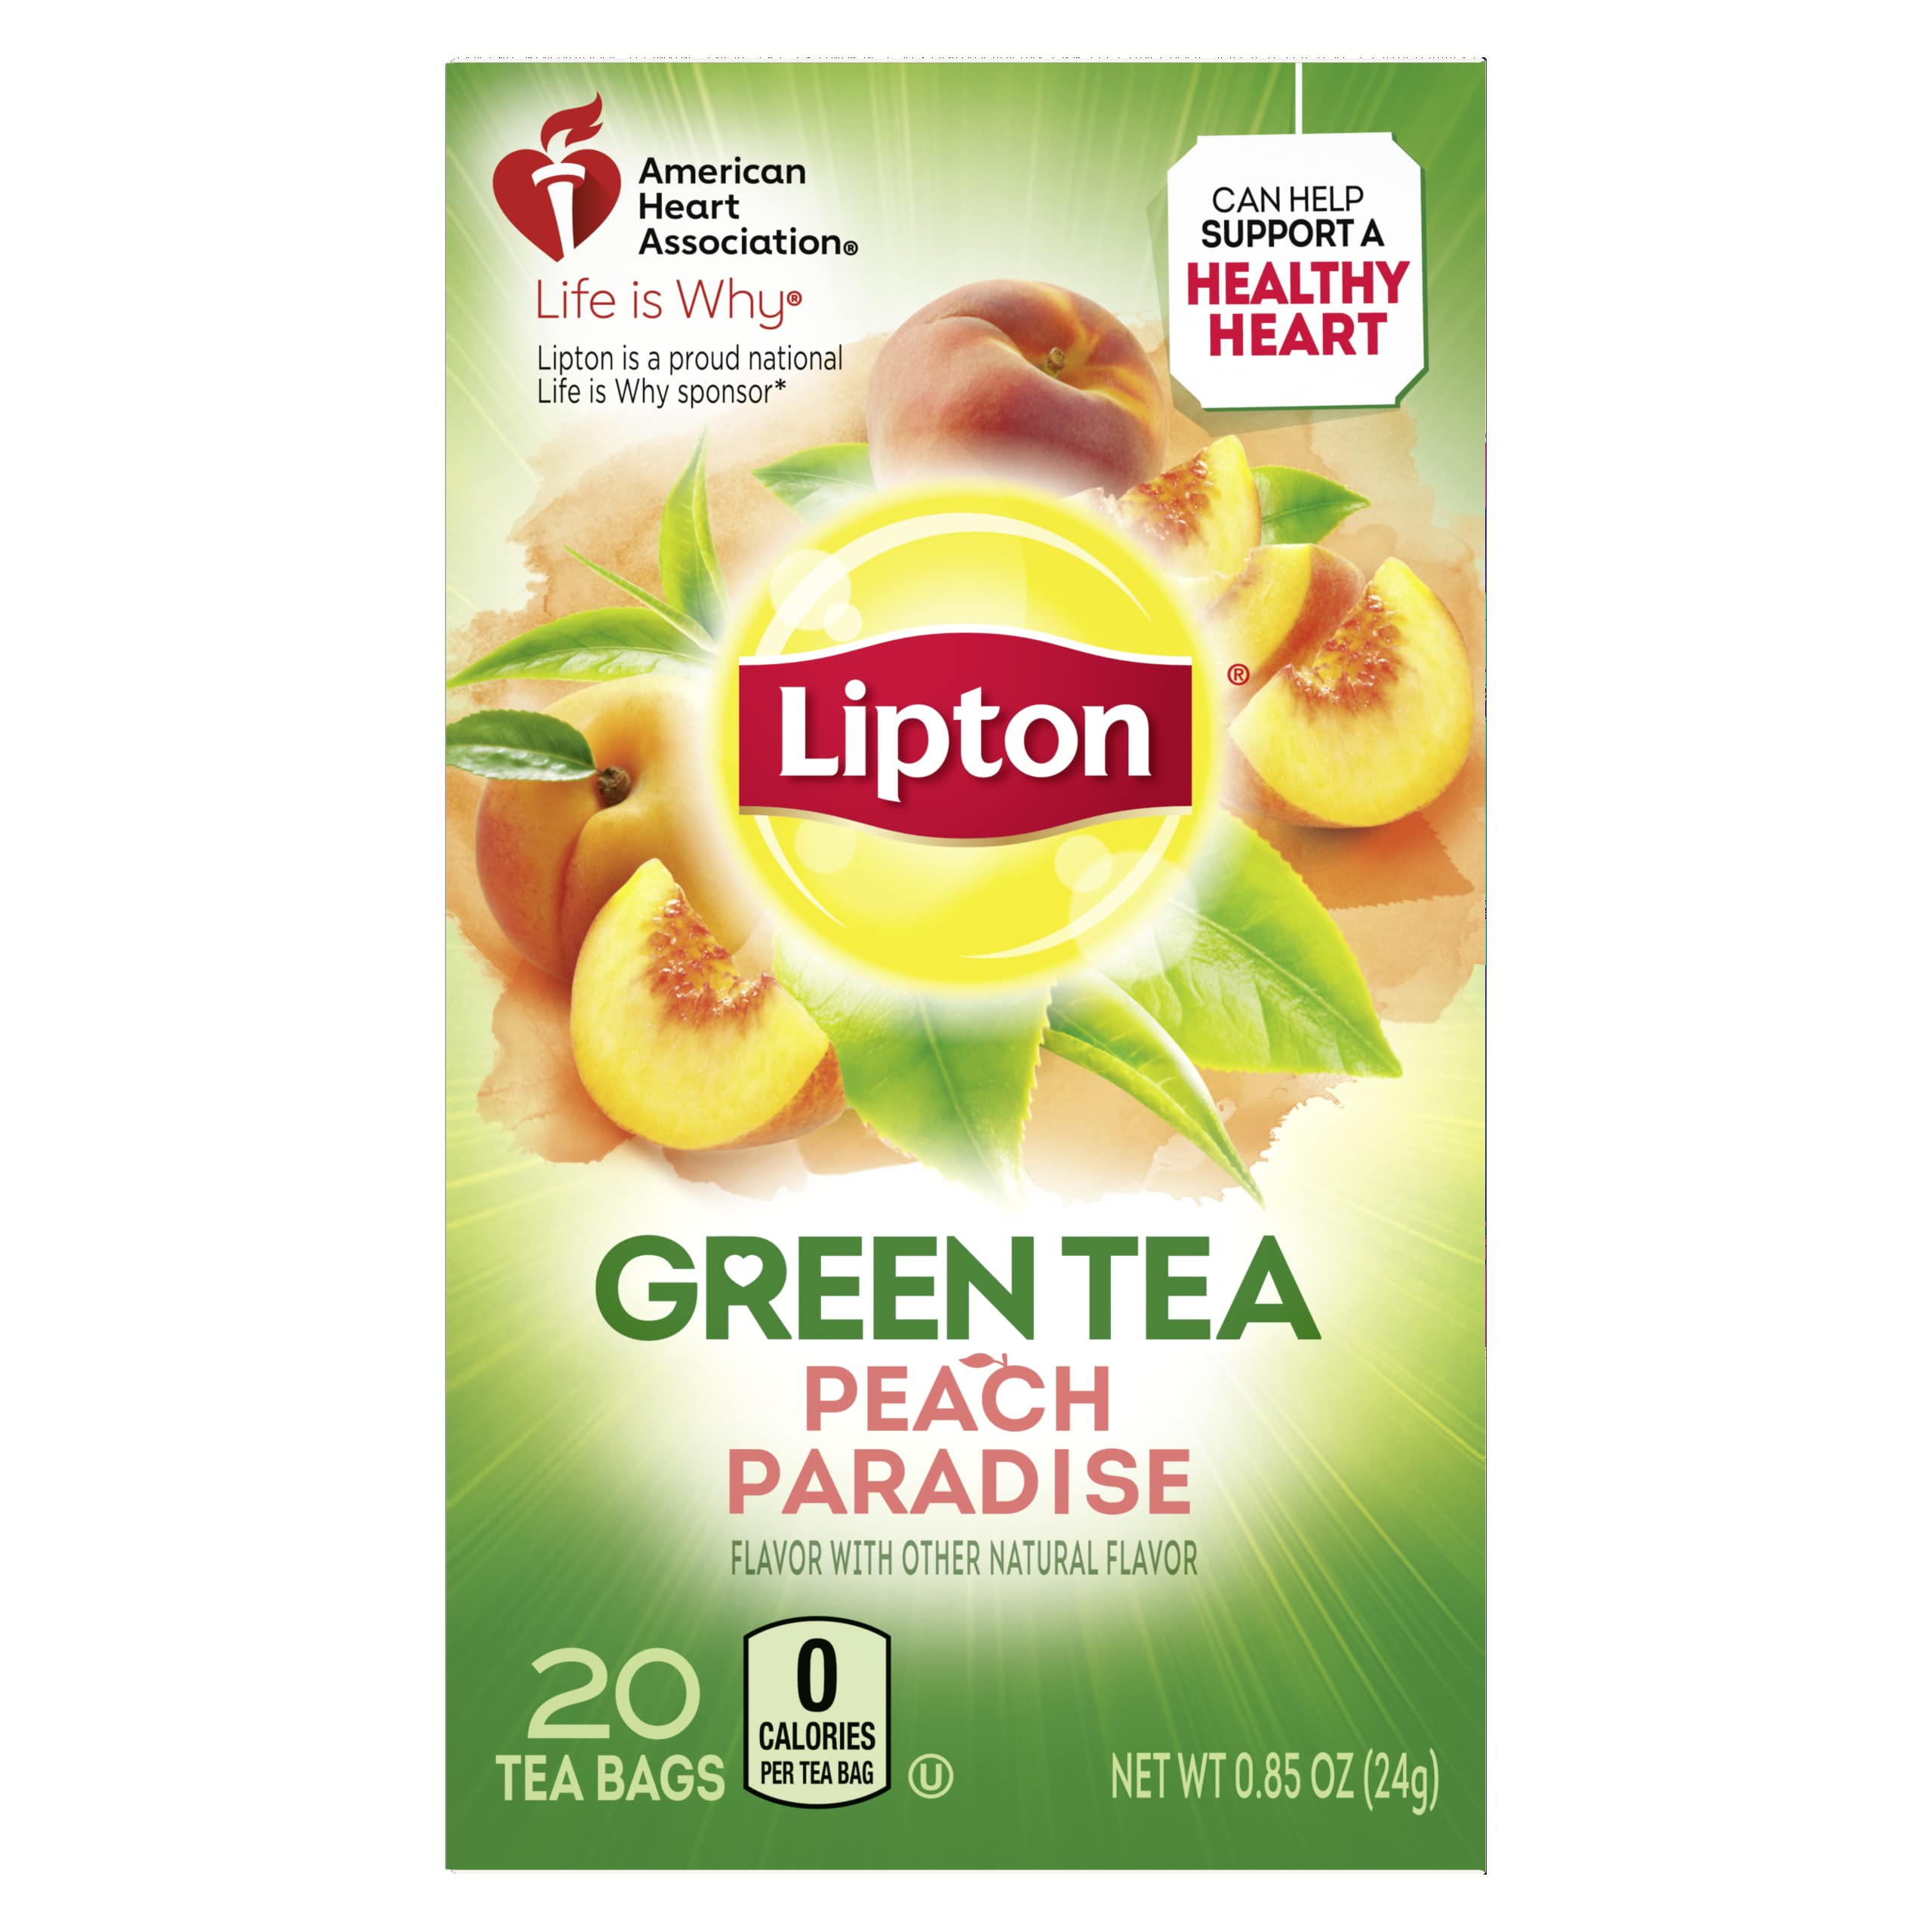 American
Heart
Association®
Life is Why®
Lipton is a proud national
Life is Why sponsor*
CAN HELP
SUPPORT A
HEALTHY
HEART
Lipton®
GREEN TEA
PEACH
PARADISE
FLAVOR WITH OTHER NATURAL FLAVOR
20
TEA BAGS
0
CALORIES
PER TEA BAG
U
NET WT 0.85 OZ (24g)